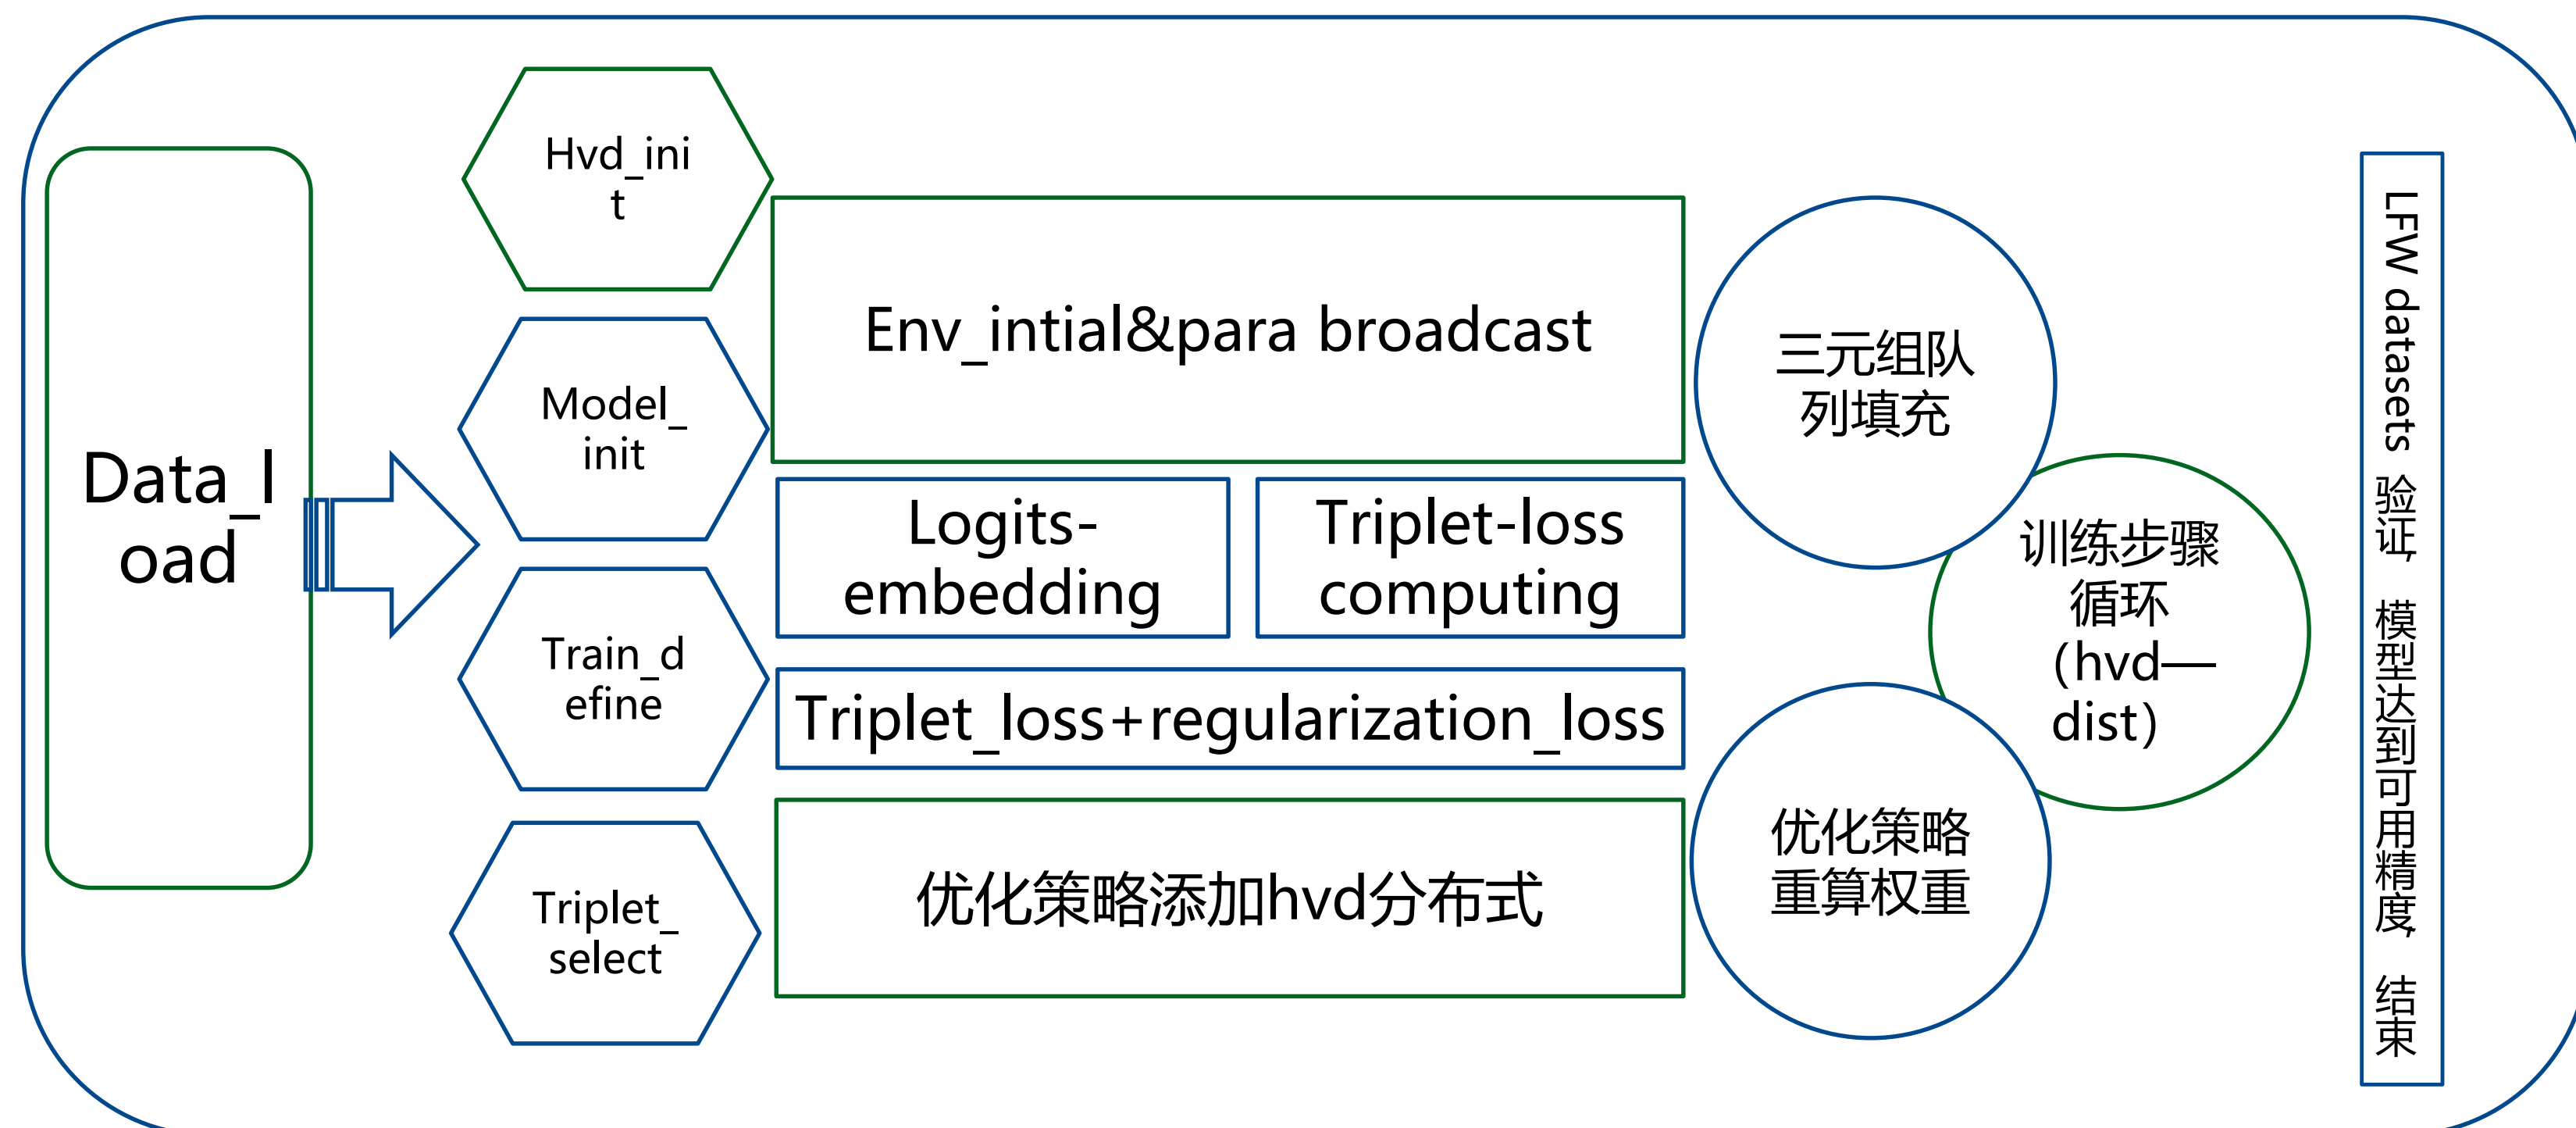 Data_l
oad
Hvd_ini
t
Model_
init
Train_d
efine
Triplet_
select
Env_intial&para broadcast
Logits-
embedding
Triplet-loss
computing
Triplet_loss+regularization_loss
优化策略添加hvd分布式
三元组队
列填充
训练步骤
循环
（hvd—
dist）
优化策略
重算权重
LFW datasets 验证，模型达到可用精度，结束